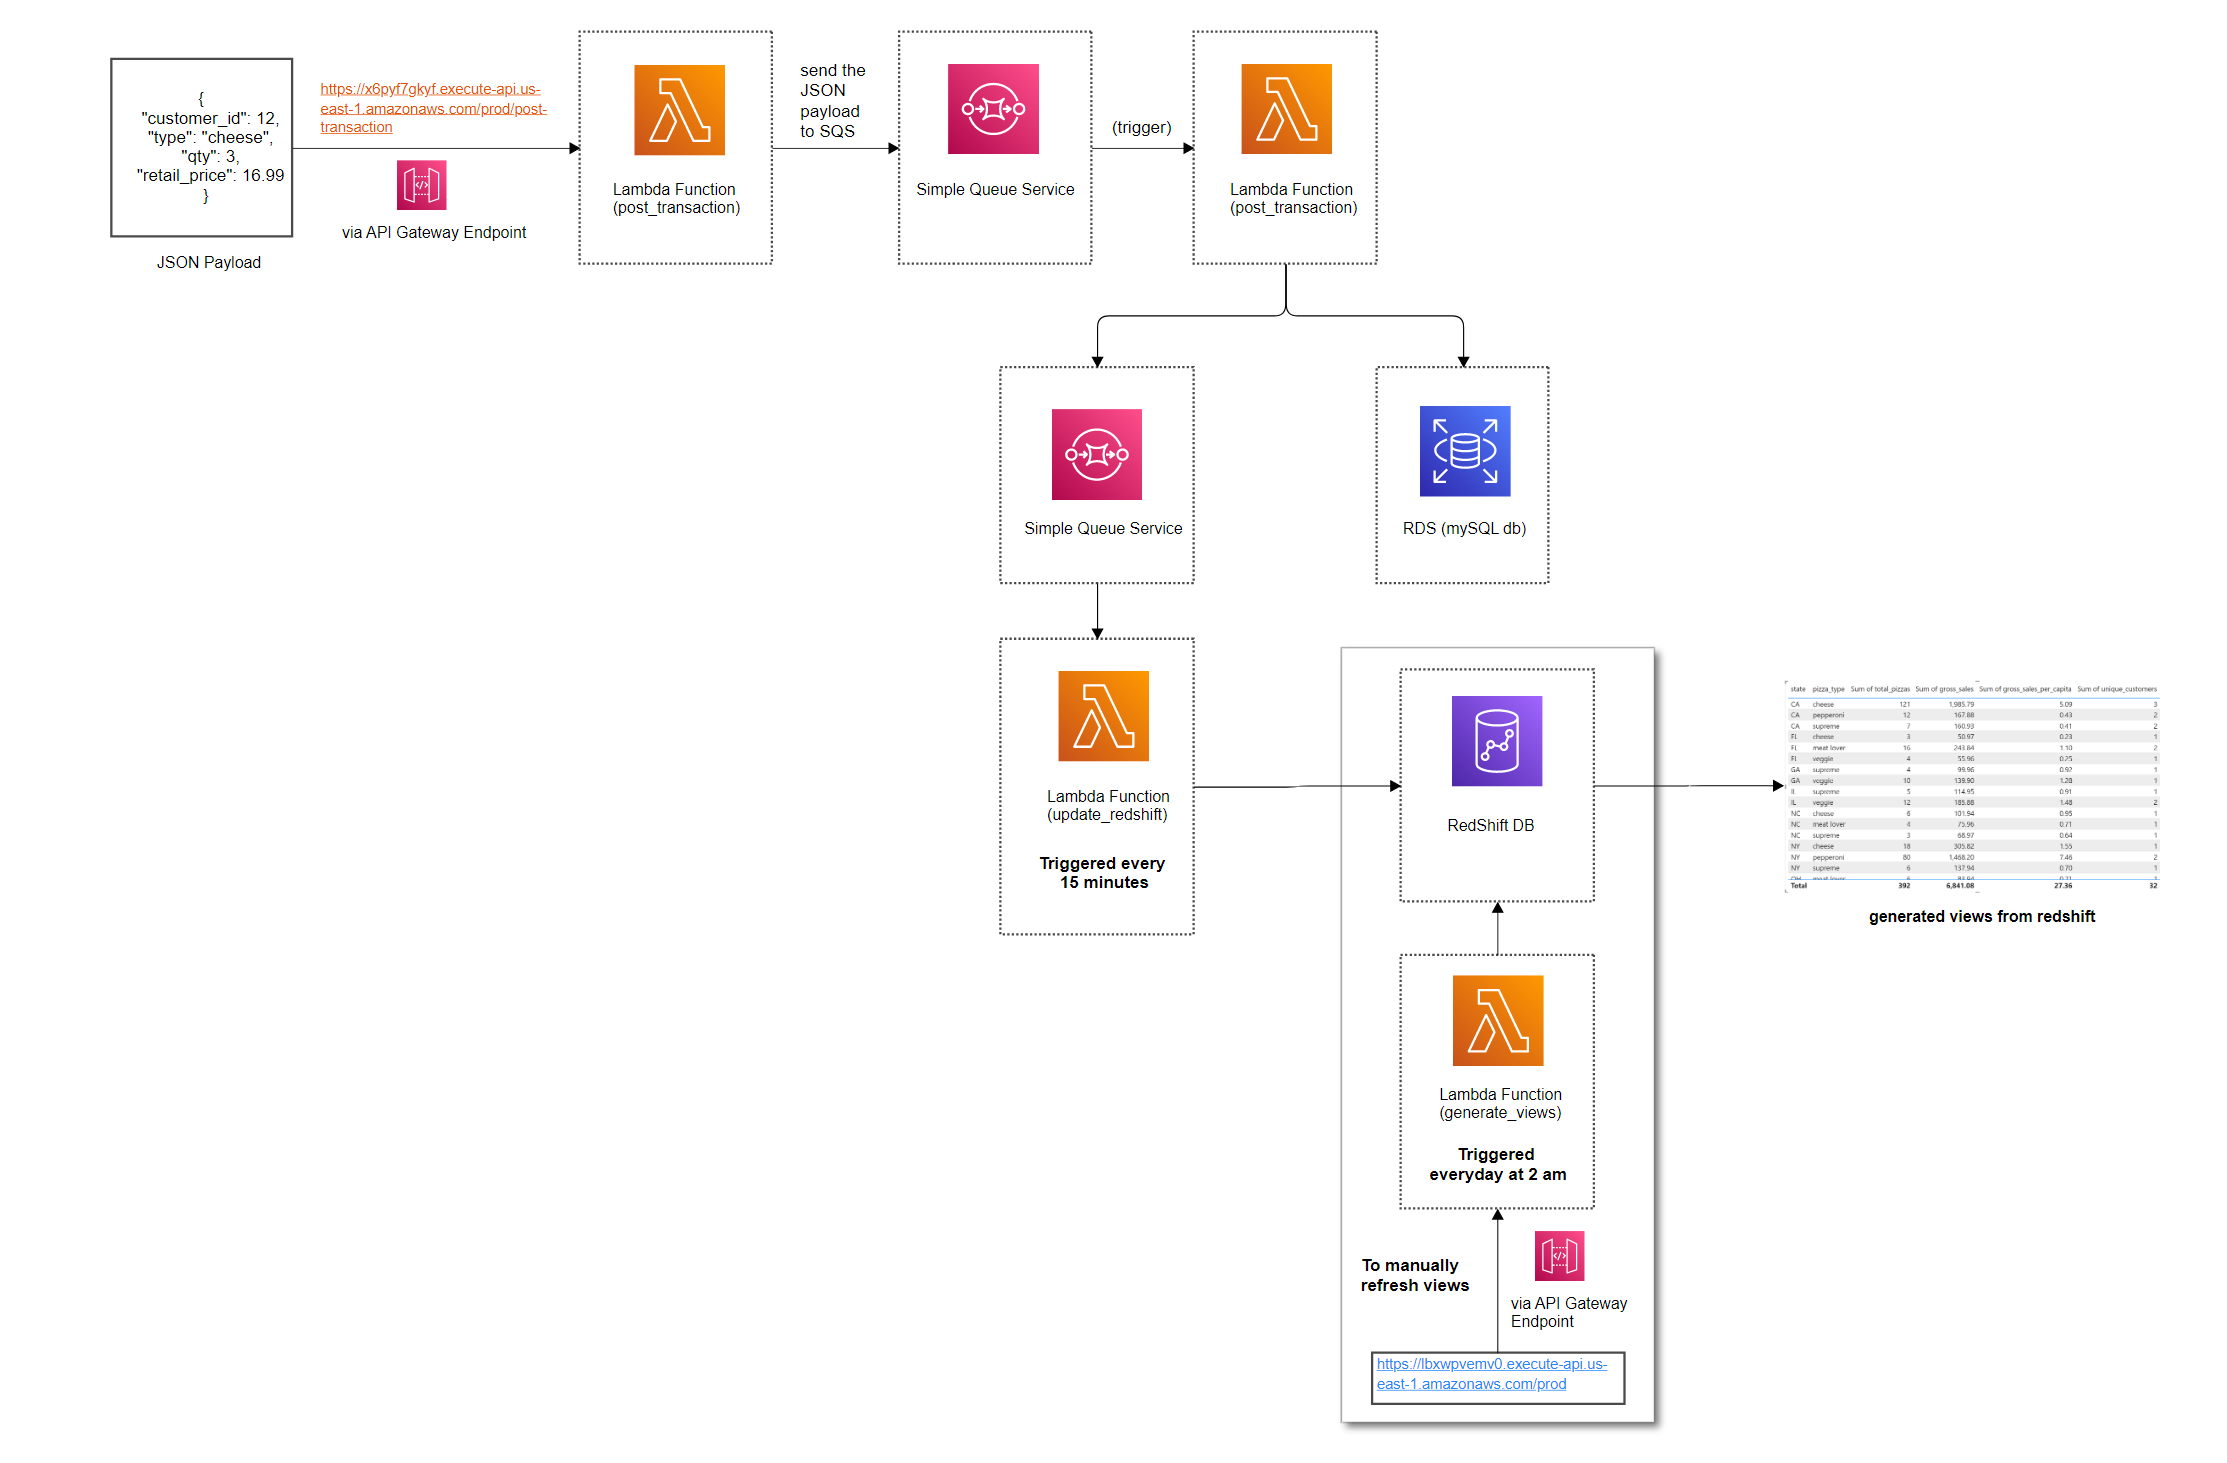 {
"customer_id": 12,
"type": "cheese",
"qty": 3,
"retail_price": 16.99
}
JSON Payload
https://x6pyf7gkyf.execute-api.us-
east-1.amazonaws.com/prod/post-
transaction
via API Gateway Endpoint
Lambda Function
(post_transaction)
send the
JSON
payload
to SQS
Simple Queue Service
(trigger)
Lambda Function
(post_transaction)
Simple Queue Service
RDS (mySQL db)
Lambda Function
(update_redshift)
Triggered every
15 minutes
RedShift DB
state pizza_type Sum of total_pizzas Sum of gross_sales Sum of gross_sales_per_capita Sum of unique_customers
CA cheese 121 1,985.79 5.09 3
CA pepperoni 12 167.88 0.43 2
CA supreme 7 160.93 0.41 2
FL cheese 3 50.97 0.23 1
FL meat lover 16 243.84 1.10 2
FL veggie 4 55.96 0.25 1
GA supreme 4 99.96 0.92 1
GA veggie 10 139.90 1.28 1
Il supreme 5 114.95 0.91 1
IL veggie 12 185.88 1.48 2
NC cheese 6 101.94 0.95 1
NC meat lover 4 75.96 0.71 1
NC supreme 3 68.97 0.64 1
NY cheese 18 305.82 1.55 1
NY pepperoni 80 1,468.20 7.46 2
NY supreme 6 137.94 0.70 1
OH meat lover 6 83.94 0.71 1
Total 392 6,841.08 27.36 32
generated views from redshift
Lambda Function
(generate_views)
Triggered
everyday at 2 am
To manually
refresh views
via API Gateway
Endpoint
https://lbxwpvemv0.execute-api.us-
east-1.amazonaws.com/prod